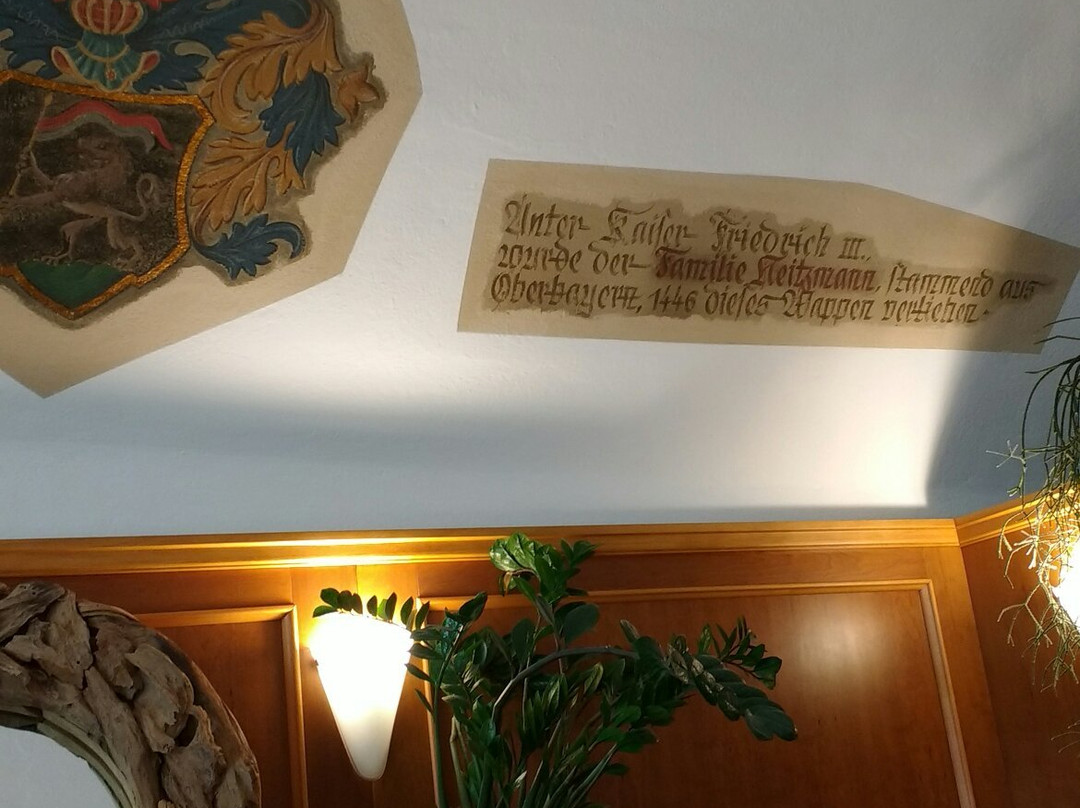 Unter Kaiser Friedrich III.,
wurde der Familie Neitzmann, stammend aus
Oberbayern, 1446 dieses Wappen verliehen.